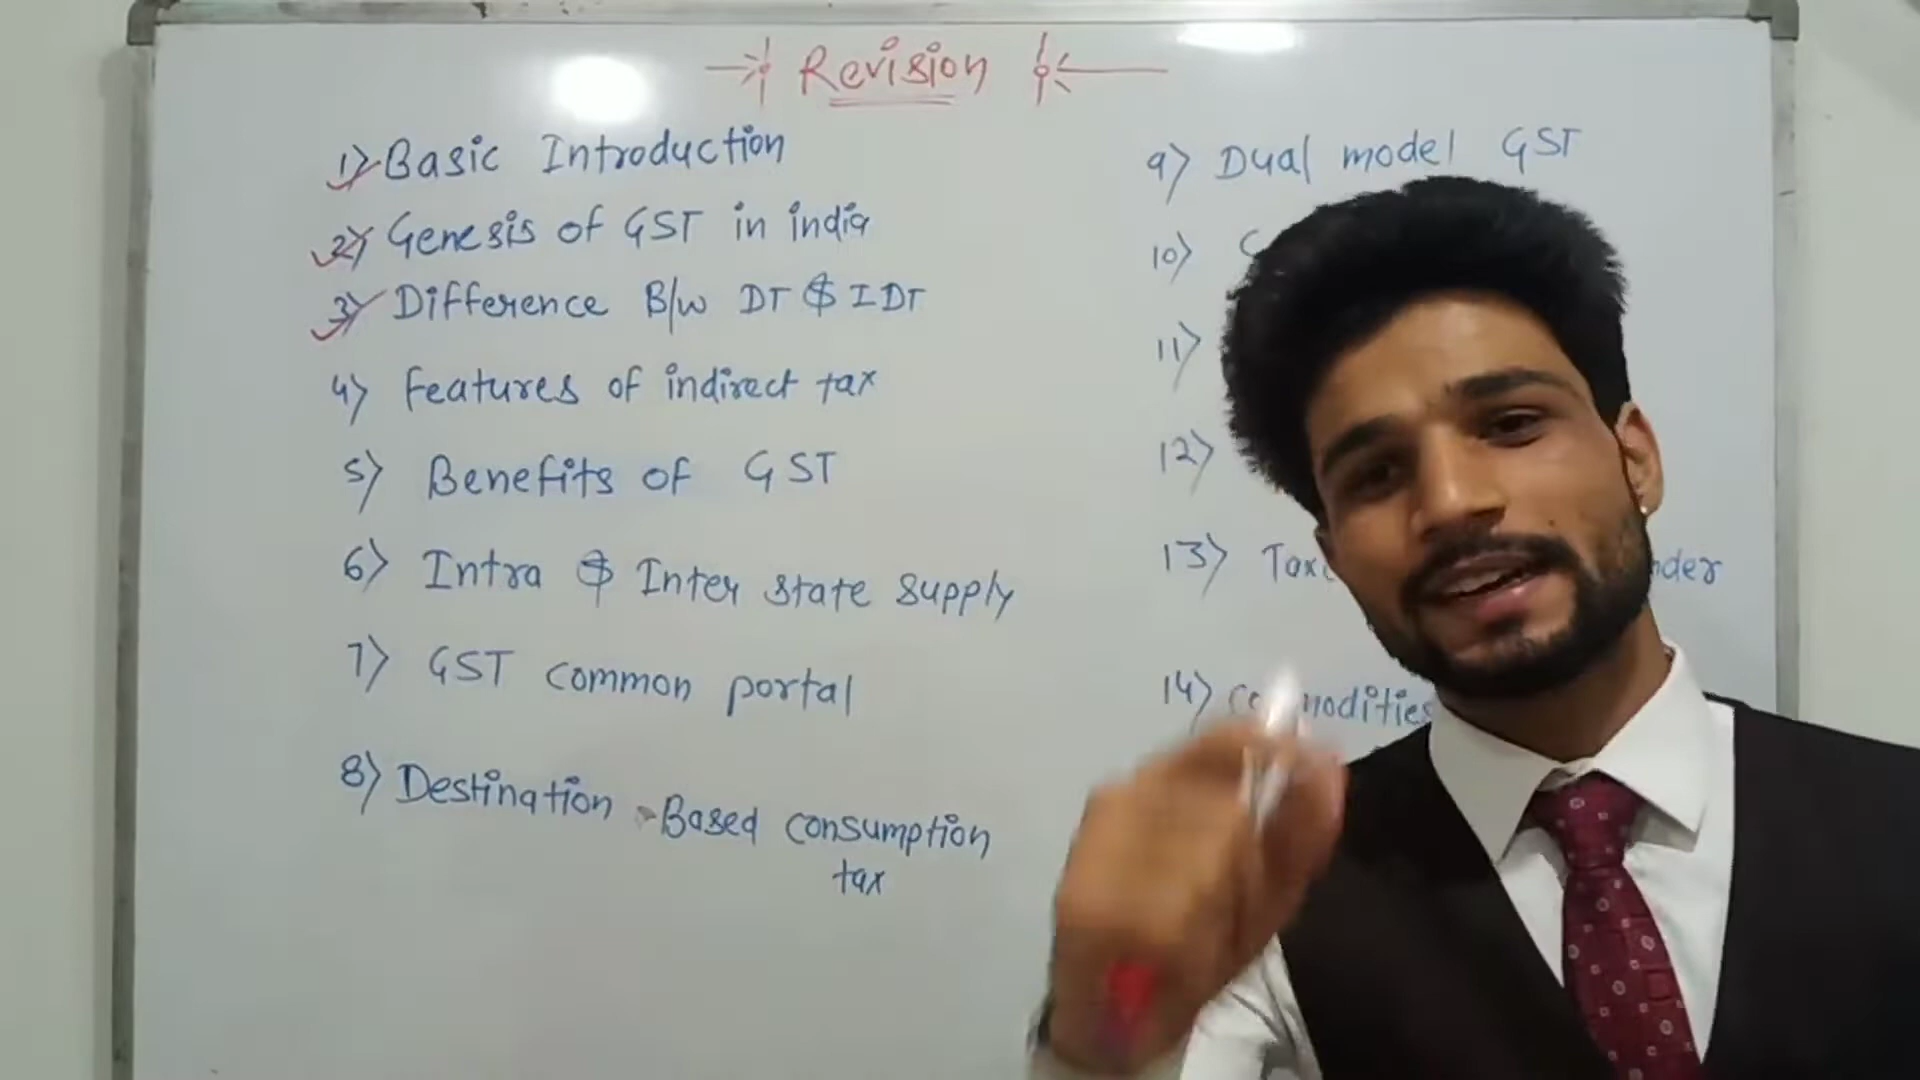 Revision
1) Basic Introduction
2) Genesis of GST in india
3) Difference B/w DT & IDT
4) Features of indirect tax
5) Benefits of GST
6) Intra & Inter state supply
7) GST common portal
8) Destination Based consumption
tax
9) Dual model GST
10)
11)
12)
13)
14)